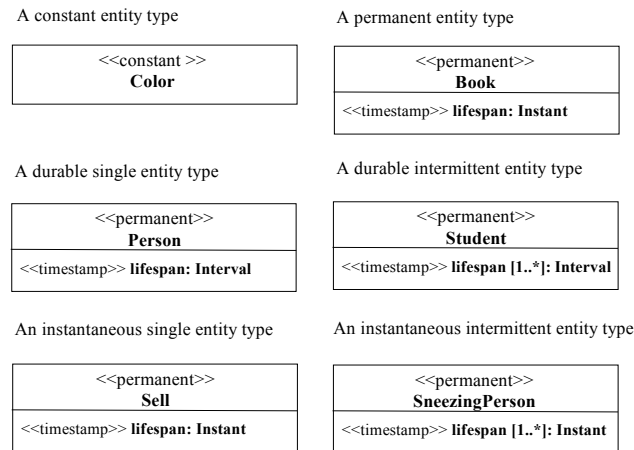 A constant entity type
<<constant >>
Color
A permanent entity type
<<permanent>>
Book
<<timestamp>> lifespan: Instant
A durable single entity type
<<permanent>>
Person
<<timestamp>> lifespan: Interval
A durable intermittent entity type
<<permanent>>
Student
<<timestamp>> lifespan [1..*]: Interval
An instantaneous single entity type
<<permanent>>
Sell
<<timestamp>> lifespan: Instant
An instantaneous intermittent entity type
<<permanent>>
SneezingPerson
<<timestamp>> lifespan [1..*]: Instant